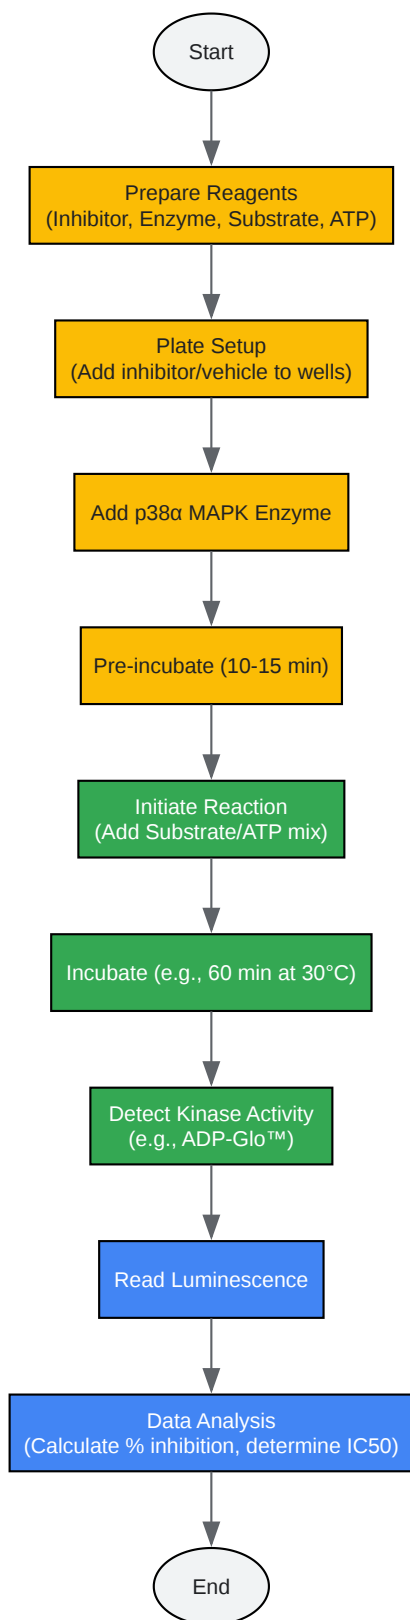 Start
Prepare Reagents
(Inhibitor, Enzyme, Substrate, ATP)
Plate Setup
(Add inhibitor/vehicle to wells)
Add p38α MAPK Enzyme
Pre-incubate (10-15 min)
Initiate Reaction
(Add Substrate/ATP mix)
Incubate (e.g., 60 min at 30°C)
Detect Kinase Activity
(e.g., ADP-Glo™)
Read Luminescence
Data Analysis
(Calculate % inhibition, determine IC50)
End